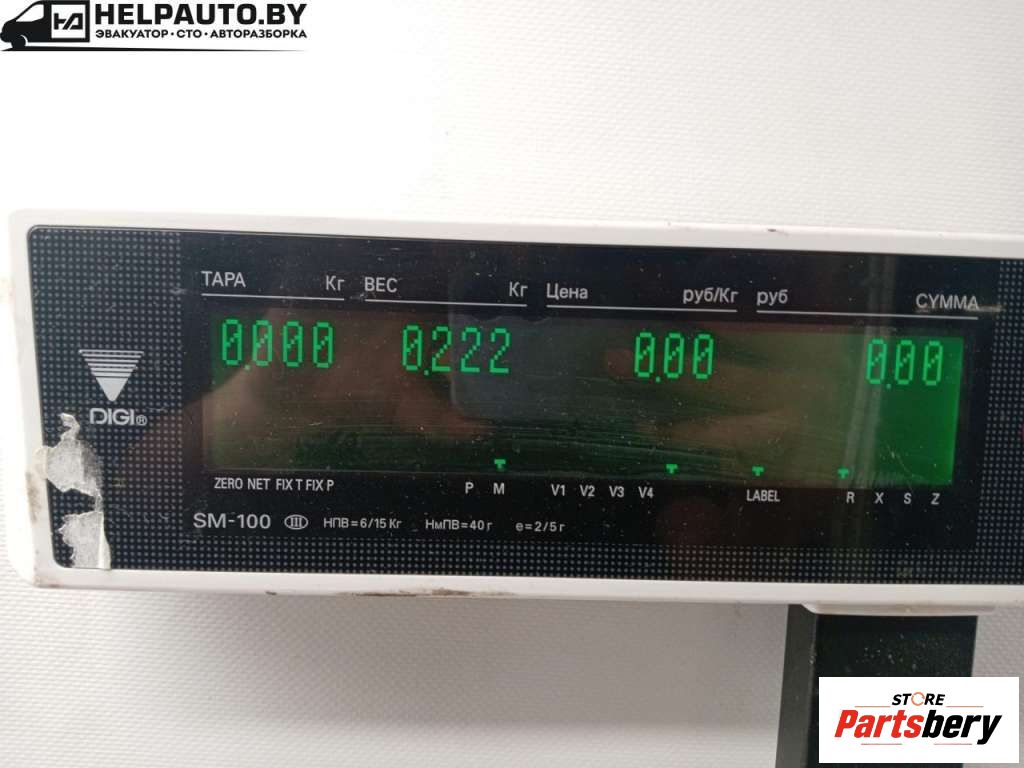 HELPAUTO.BY
ЭВАКУАТОР · СТО · АВТОРАЗБОРКА
ТАРА Кг ВЕС Кг Цена руб/Кг руб СУММА
0.000 0.222 0.00 0.00
DIGI®
ZERO NET FIX T FIX P P M V1 V2 V3 V4 LABEL R X S Z
SM-100 III НПВ=6/15 Кг НмПВ=40 г e=2/5 г
STORE
Partsbery